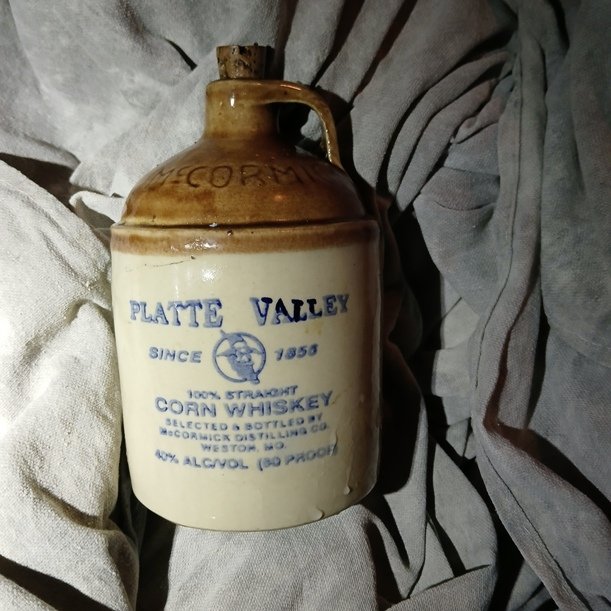 McCORMI
PLATTE VALLEY
SINCE 1856
100% STRAIGHT
CORN WHISKEY
SELECTED & BOTTLED BY
McCORMICK DISTILLING CO.
WESTON, MO.
40% ALC/VOL (80 PROOF)